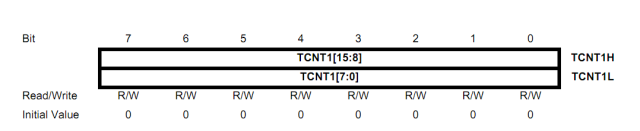 Bit 7 6 5 4 3 2 1 0
TCNT1[15:8] TCNT1H
TCNT1[7:0] TCNT1L
Read/Write R/W R/W R/W R/W R/W R/W R/W R/W
Initial Value 0 0 0 0 0 0 0 0